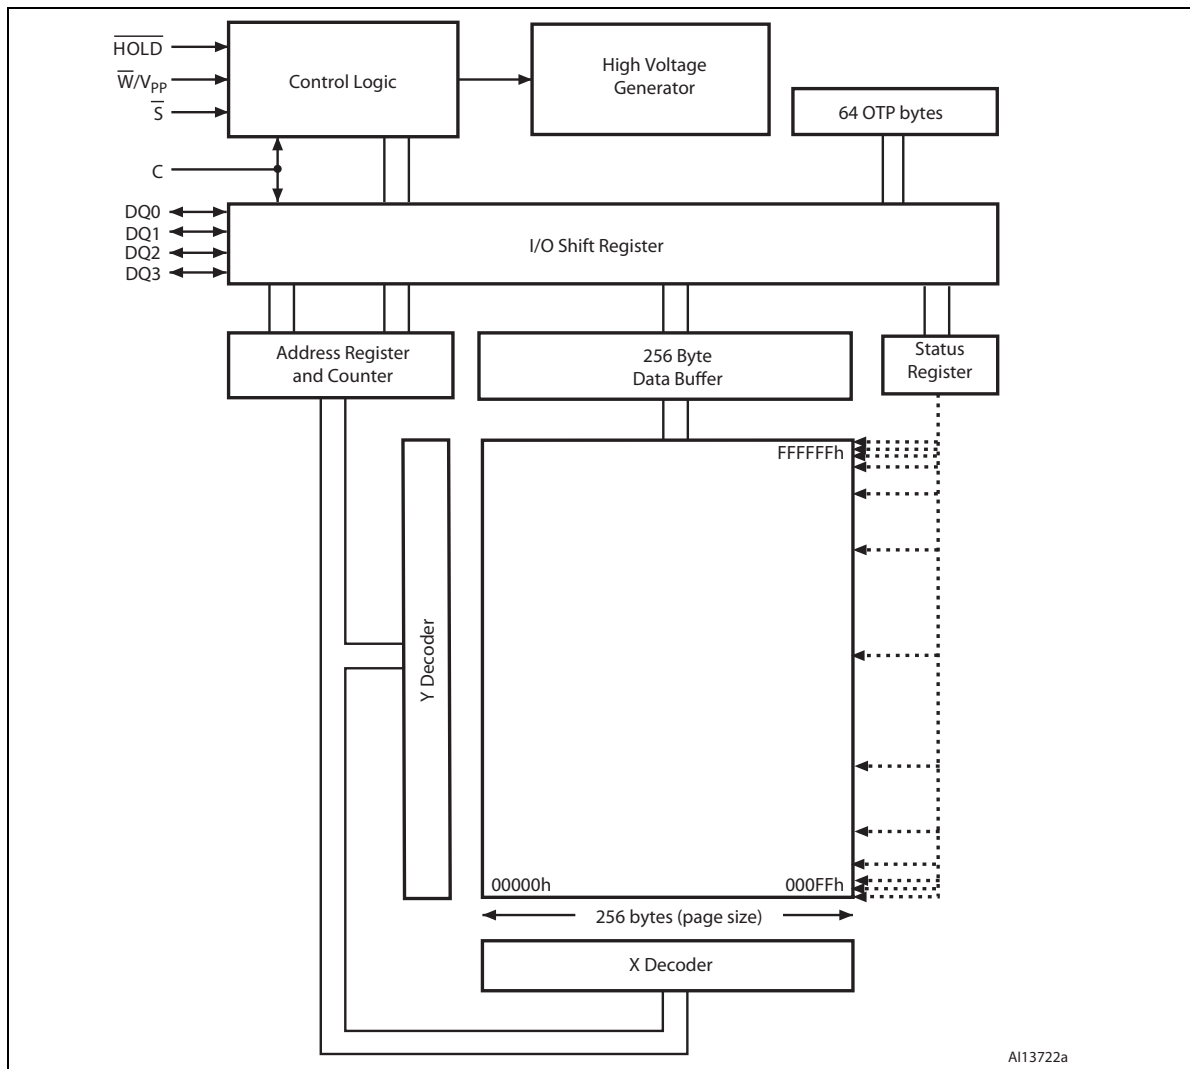 HOLD
W/VPP
S
C
DQ0
DQ1
DQ2
DQ3
Control Logic
High Voltage
Generator
64 OTP bytes
I/O Shift Register
Address Register
and Counter
256 Byte
Data Buffer
Status
Register
FFFFFFh
Y Decoder
00000h
000FFh
256 bytes (page size)
X Decoder
AI13722a